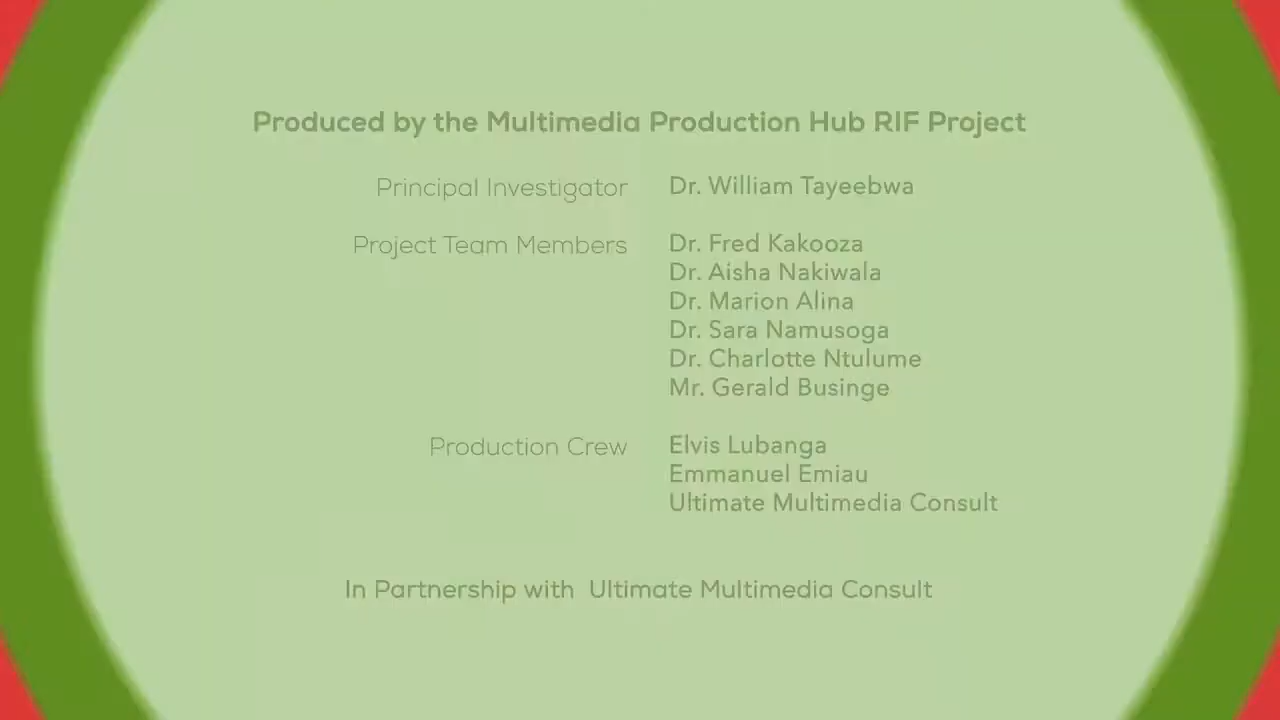 Produced by the Multimedia Production Hub RIF Project
Principal Investigator Dr. William Tayeebwa
Project Team Members Dr. Fred Kakooza
Dr. Aisha Nakiwala
Dr. Marion Alina
Dr. Sara Namusoga
Dr. Charlotte Ntulume
Mr. Gerald Businge
Production Crew Elvis Lubanga
Emmanuel Emiau
Ultimate Multimedia Consult
In Partnership with Ultimate Multimedia Consult